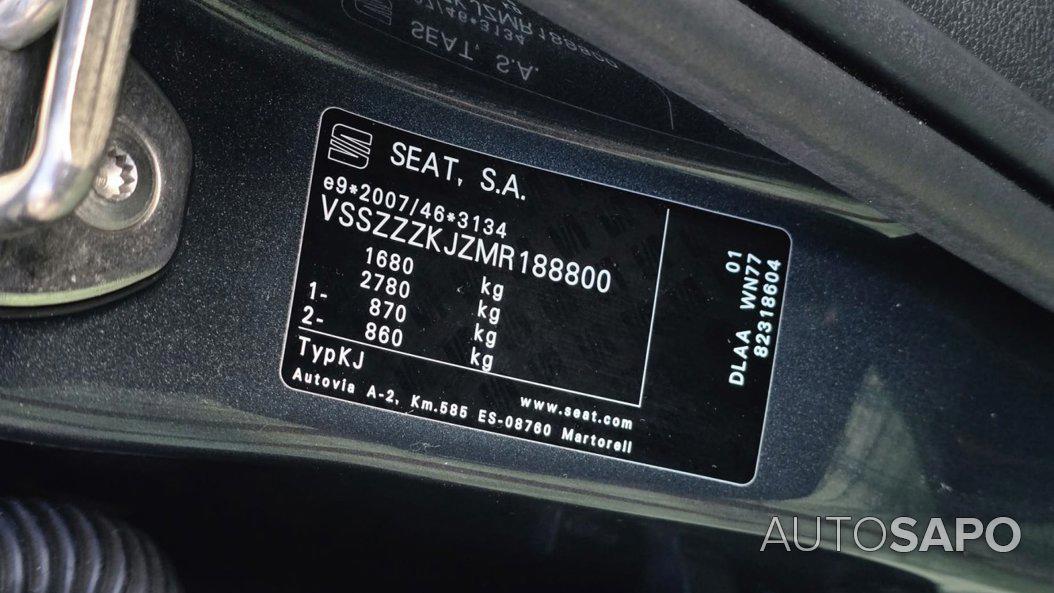 SEAT, S.A.
e9*2007/46*3134
VSSZZZKJZMR188800
1680 kg
2780 kg
1- 870 kg
2- 860 kg
TypKJ
www.seat.com
Autovia A-2, Km.585 ES-08760 Martorell
DLAA WN77 01
82318604
SEAT, S.A.
AUTOSAPO